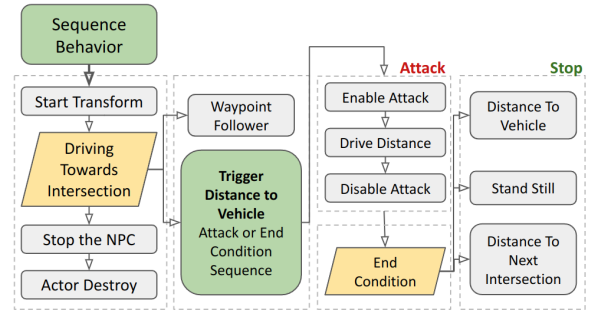 Sequence
Behavior
Start Transform
Driving
Towards
Intersection
Stop the NPC
Actor Destroy
Waypoint
Follower
Trigger
Distance to
Vehicle
Attack or End
Condition
Sequence
Attack
Enable Attack
Drive Distance
Disable Attack
End
Condition
Stop
Distance To
Vehicle
Stand Still
Distance To
Next
Intersection